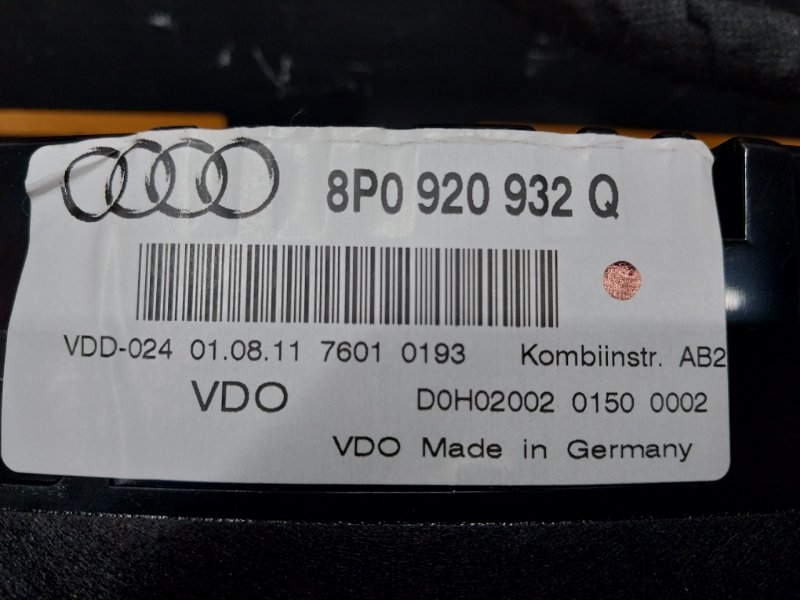 8P0 920 932 Q
VDD-024 01.08.11 7601 0193 Kombiinstr. AB2
VDO D0H02002 0150 0002
VDO Made in Germany